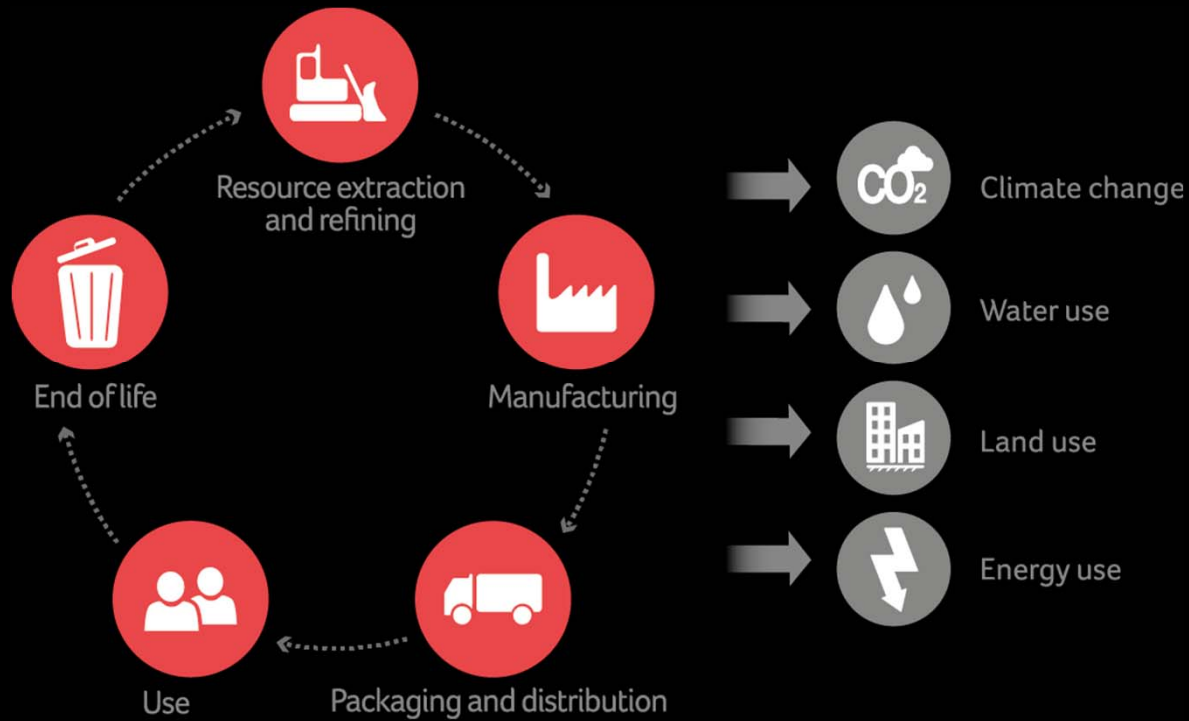 Resource extraction
and refining
Manufacturing
Packaging and distribution
Use
End of life
CO₂
Climate change
Water use
Land use
Energy use